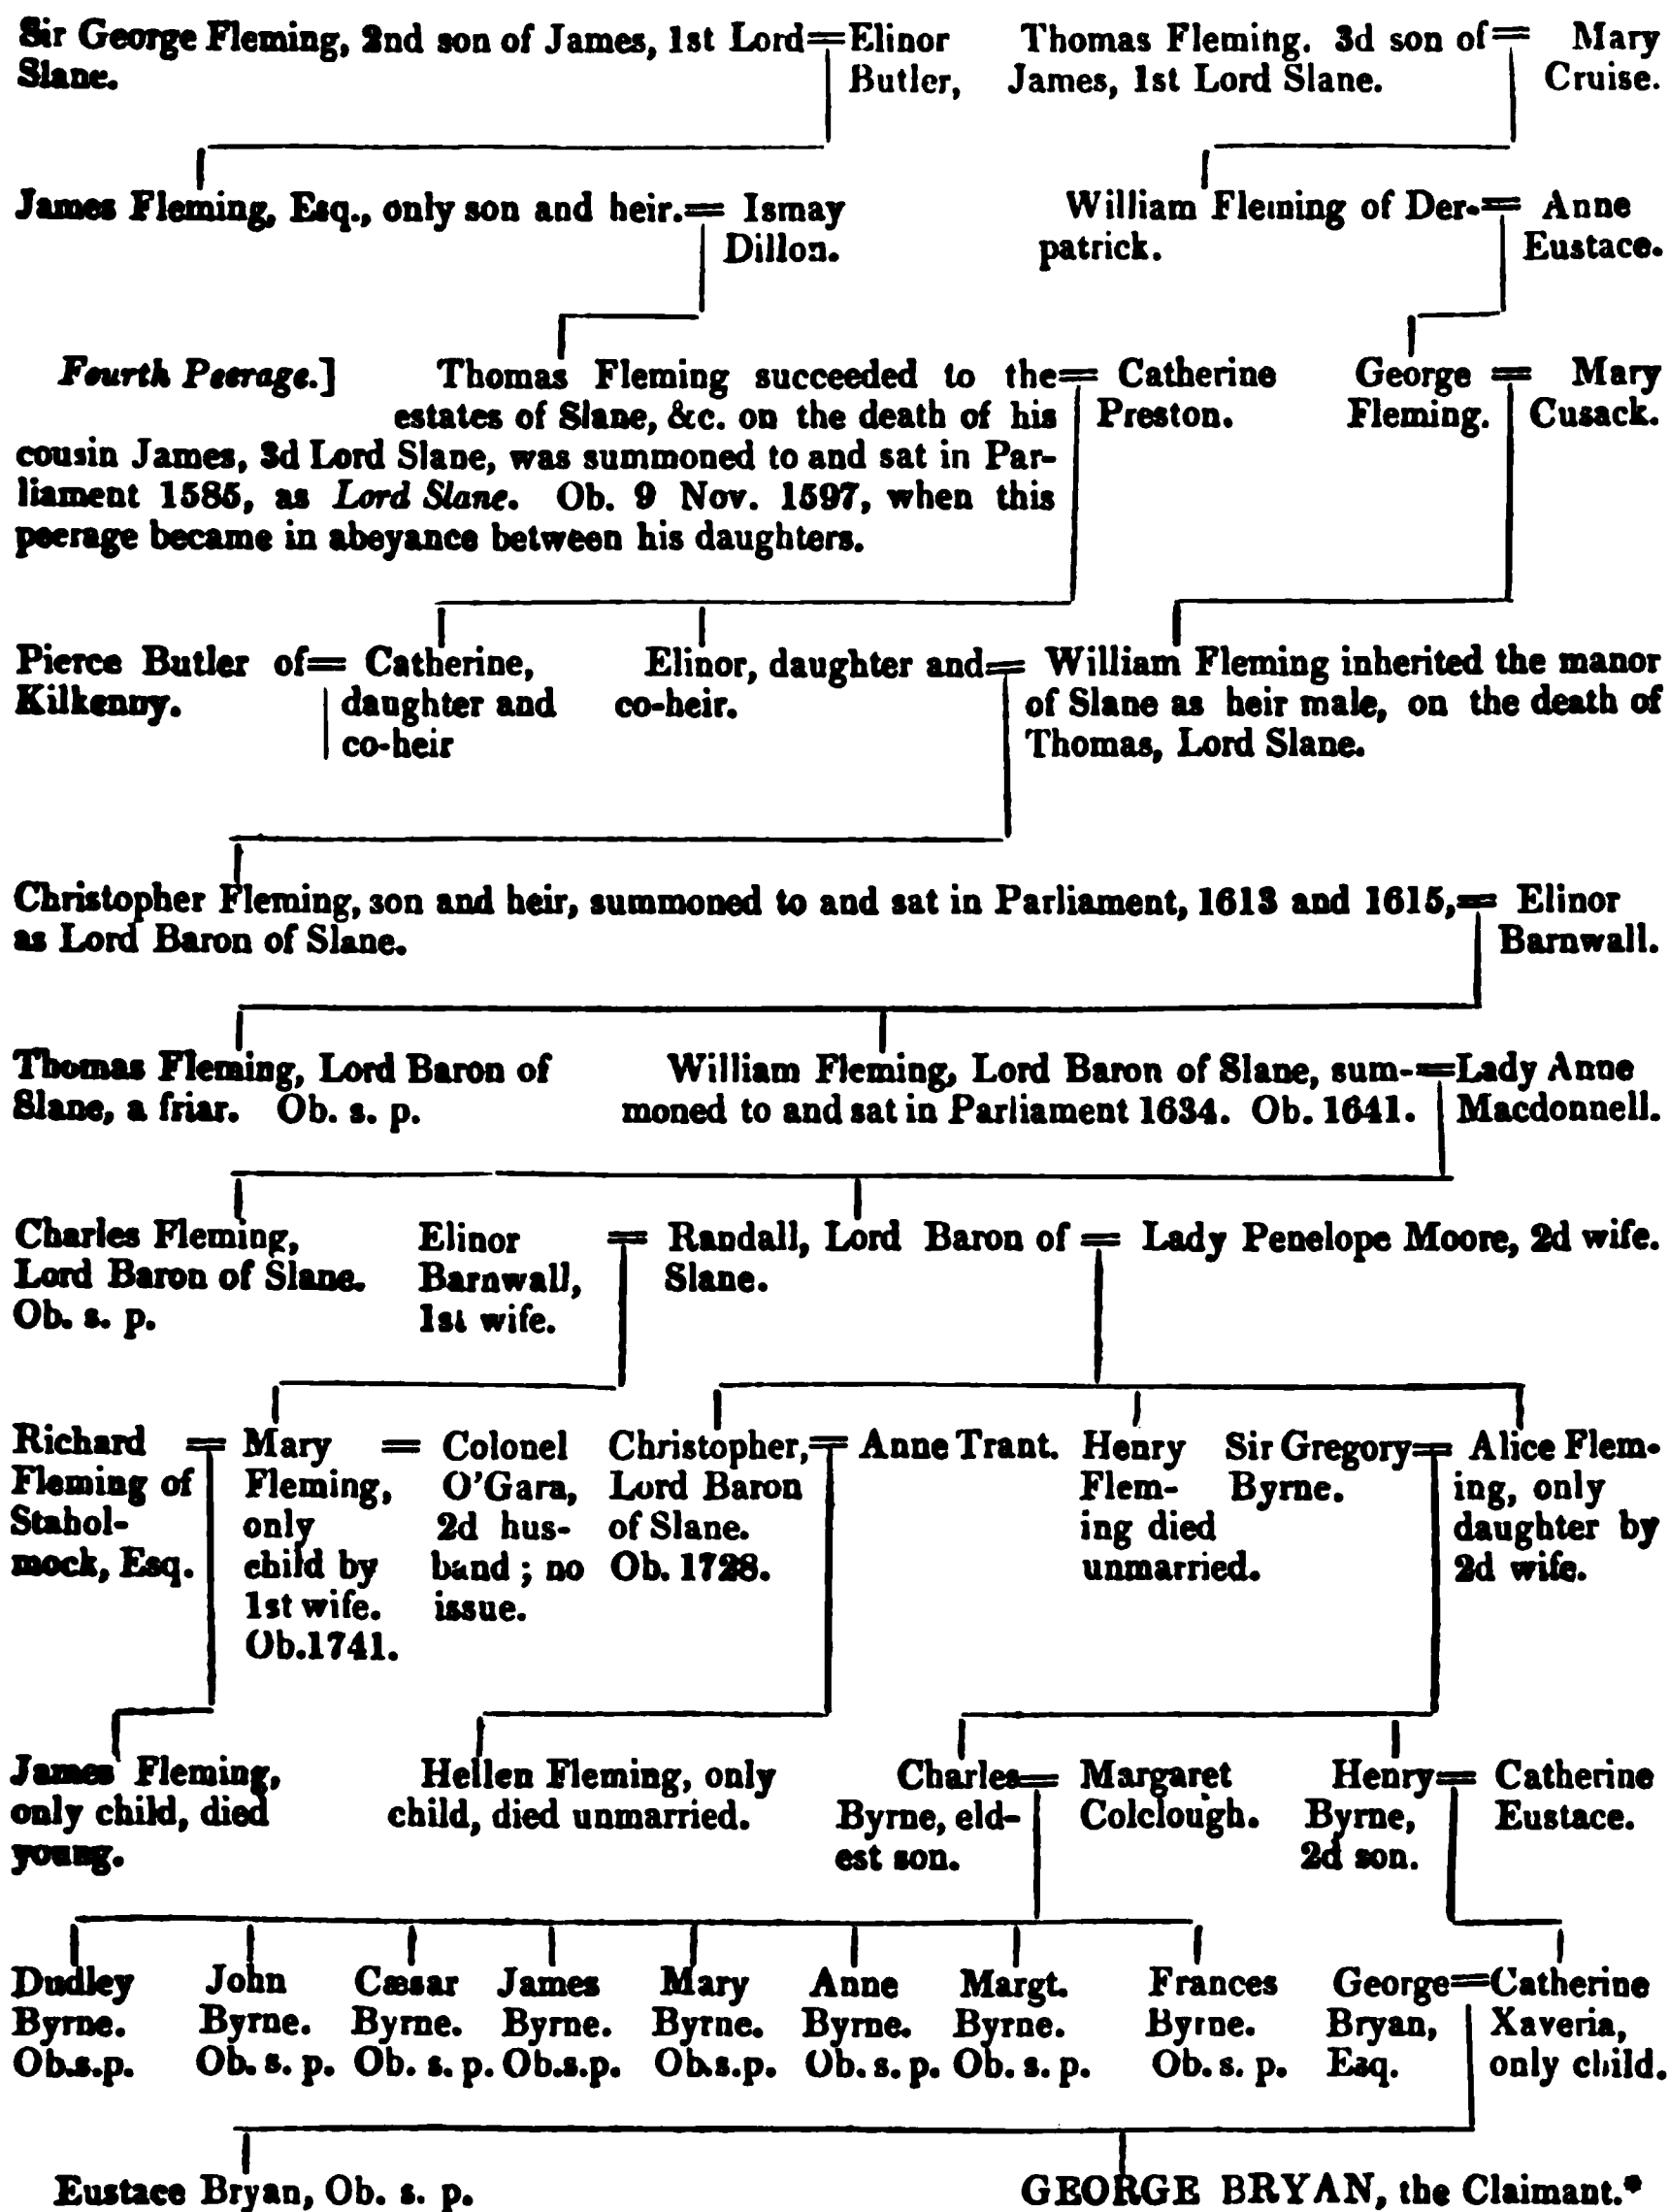 Sir George Fleming, 2nd son of James, 1st Lord = Elinor
Slane.
Butler,
Thomas Fleming. 3d son of = Mary
James, 1st Lord Slane.
Cruise.
James Fleming, Esq., only son and heir. = Ismay
Dillon.
William Fleming of Der- = Anne
patrick.
Eustace.
Fourth Peerage.]
Thomas Fleming succeeded to the = Catherine
estates of Slane, &c. on the death of his
Preston.
cousin James, 3d Lord Slane, was summoned to and sat in Par-
liament 1585, as Lord Slane. Ob. 9 Nov. 1597, when this
peerage became in abeyance between his daughters.
George = Mary
Fleming.
Cusack.
Pierce Butler of = Catherine,
Kilkenny.
daughter and
co-heir
Elinor, daughter and = William Fleming inherited the manor
co-heir.
of Slane as heir male, on the death of
Thomas, Lord Slane.
Christopher Fleming, son and heir, summoned to and sat in Parliament, 1613 and 1615, = Elinor
as Lord Baron of Slane.
Barnwall.
Thomas Fleming, Lord Baron of
Slane, a friar. Ob. s. p.
William Fleming, Lord Baron of Slane, sum- = Lady Anne
moned to and sat in Parliament 1634. Ob. 1641.
Macdonnell.
Charles Fleming,
Lord Baron of Slane.
Ob. s. p.
Elinor
Barnwall,
1st wife.
= Randall, Lord Baron of = Lady Penelope Moore, 2d wife.
Slane.
Richard =
Fleming of
Stahol-
mock, Esq.
Mary =
Fleming,
only
child by
1st wife.
Ob.1741.
Colonel
O'Gara,
2d hus-
band ; no
issue.
Christopher, = Anne Trant.
Lord Baron
of Slane.
Ob. 1728.
Henry
Flem-
ing died
unmarried.
Sir Gregory =
Byrne.
Alice Flem-
ing, only
daughter by
2d wife.
James Fleming,
only child, died
young.
Hellen Fleming, only
child, died unmarried.
Charles = Margaret
Byrne, eld-
est son.
Colclough.
Henry = Catherine
Byrne,
2d son.
Eustace.
Dudley
Byrne.
Ob.s.p.
John
Byrne.
Ob. s. p.
Cæsar
Byrne.
Ob. s. p.
James
Byrne.
Ob.s.p.
Mary
Byrne.
Ob.s.p.
Anne
Byrne.
Ob. s. p.
Margt.
Byrne.
Ob. s. p.
Frances
Byrne.
Ob. s. p.
George =
Bryan,
Esq.
Catherine
Xaveria,
only child.
Eustace Bryan, Ob. s. p.
GEORGE BRYAN, the Claimant.*